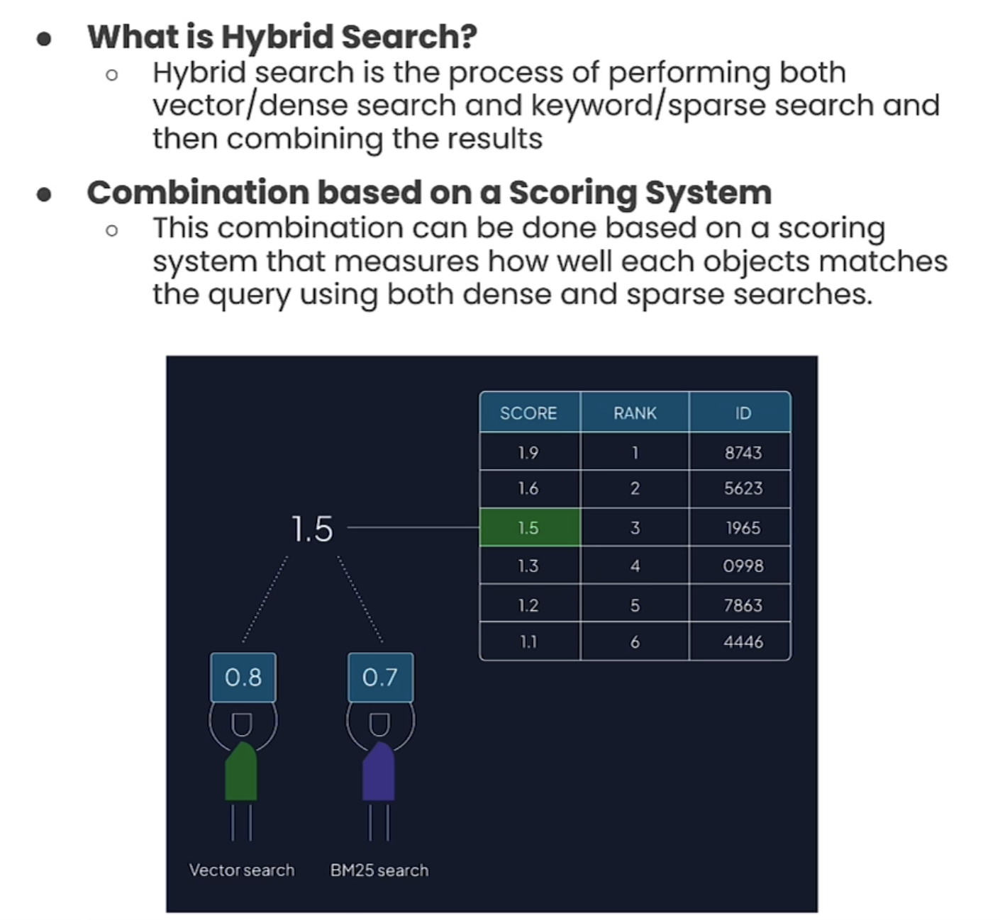 What is Hybrid Search?
Hybrid search is the process of performing both
vector/dense search and keyword/sparse search and
then combining the results
Combination based on a Scoring System
This combination can be done based on a scoring
system that measures how well each objects matches
the query using both dense and sparse searches.
SCORE RANK ID
1.9 1 8743
1.6 2 5623
1.5 3 1965
1.3 4 0998
1.2 5 7863
1.1 6 4446
1.5
0.8 0.7
Vector search BM25 search